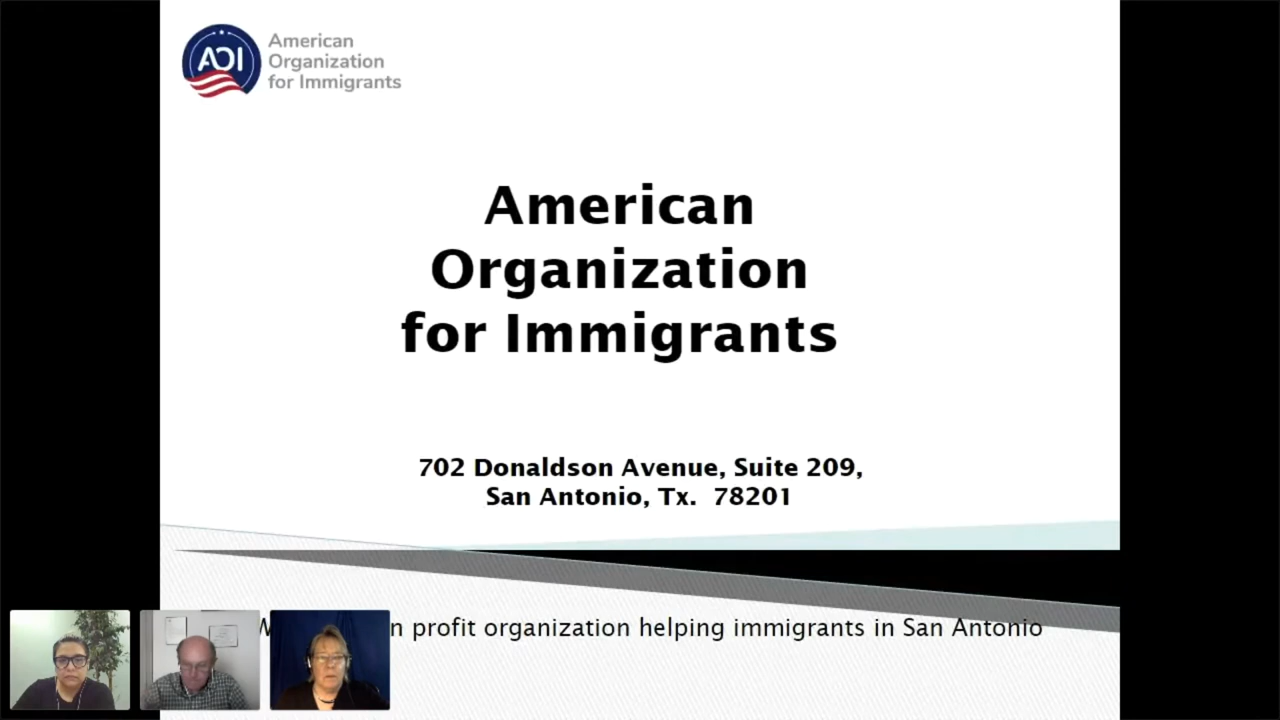 AOI
American
Organization
for Immigrants
American
Organization
for Immigrants
702 Donaldson Avenue, Suite 209,
San Antonio, Tx. 78201
profit organization helping immigrants in San Antonio